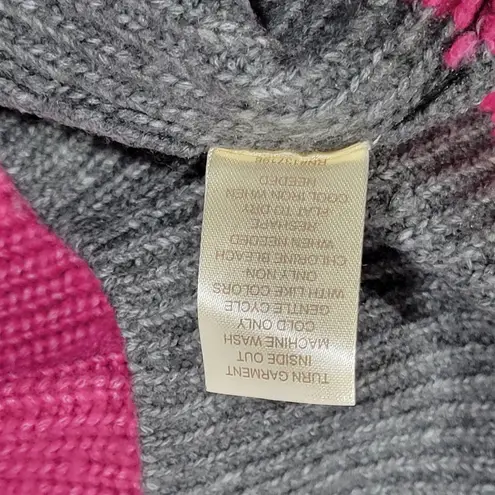 TURN GARMENT
INSIDE OUT
MACHINE WASH
COLD ONLY
GENTLE CYCLE
WITH LIKE COLORS
ONLY NON
CHLORINE BLEACH
WHEN NEEDED
RESHAPE
FLAT TO DRY
COOL IRON WHEN
NEEDED